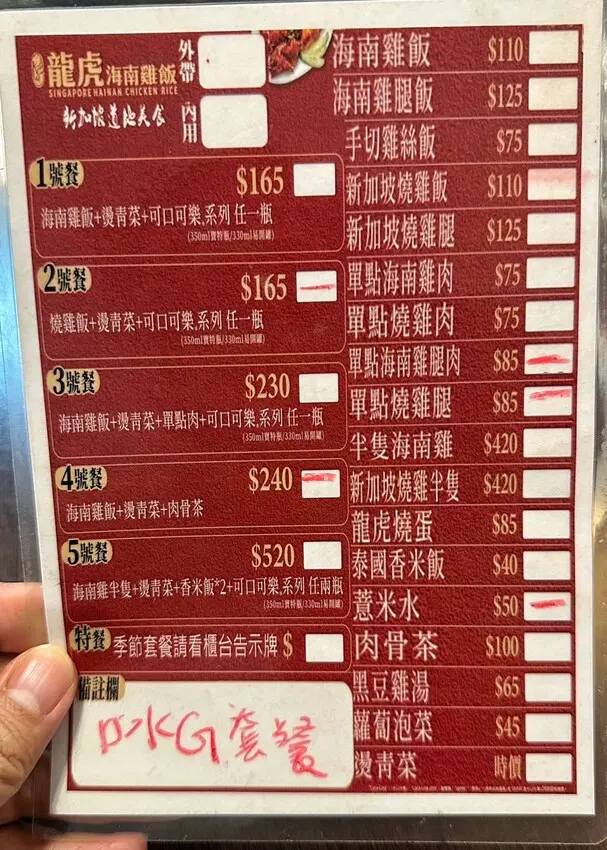 龍虎海南雞飯
SINGAPORE HAINAN CHICKEN RICE
新加坡道地美食
外帶
內用
1號餐 $165
海南雞飯+燙青菜+可口可樂.系列 任一瓶
(350ml寶特瓶/330ml易開罐)
2號餐 $165
燒雞飯+燙青菜+可口可樂.系列 任一瓶
(350ml寶特瓶/330ml易開罐)
3號餐 $230
海南雞飯+燙青菜+單點肉+可口可樂.系列 任一瓶
(350ml寶特瓶/330ml易開罐)
4號餐 $240
海南雞飯+燙青菜+肉骨茶
5號餐 $520
海南雞半隻+燙青菜+香米飯*2+可口可樂.系列 任兩瓶
(350ml寶特瓶/330ml易開罐)
特餐 季節套餐請看櫃台告示牌 $
備註欄
口水G套餐
海南雞飯 $110
海南雞腿飯 $125
手切雞絲飯 $75
新加坡燒雞飯 $110
新加坡燒雞腿 $125
單點海南雞肉 $75
單點燒雞肉 $75
單點海南雞腿肉 $85
單點燒雞腿 $85
半隻海南雞 $420
新加坡燒雞半隻 $420
龍虎燒蛋 $85
泰國香米飯 $40
薏米水 $50
肉骨茶 $100
黑豆雞湯 $65
蘿蔔泡菜 $45
燙青菜 時價